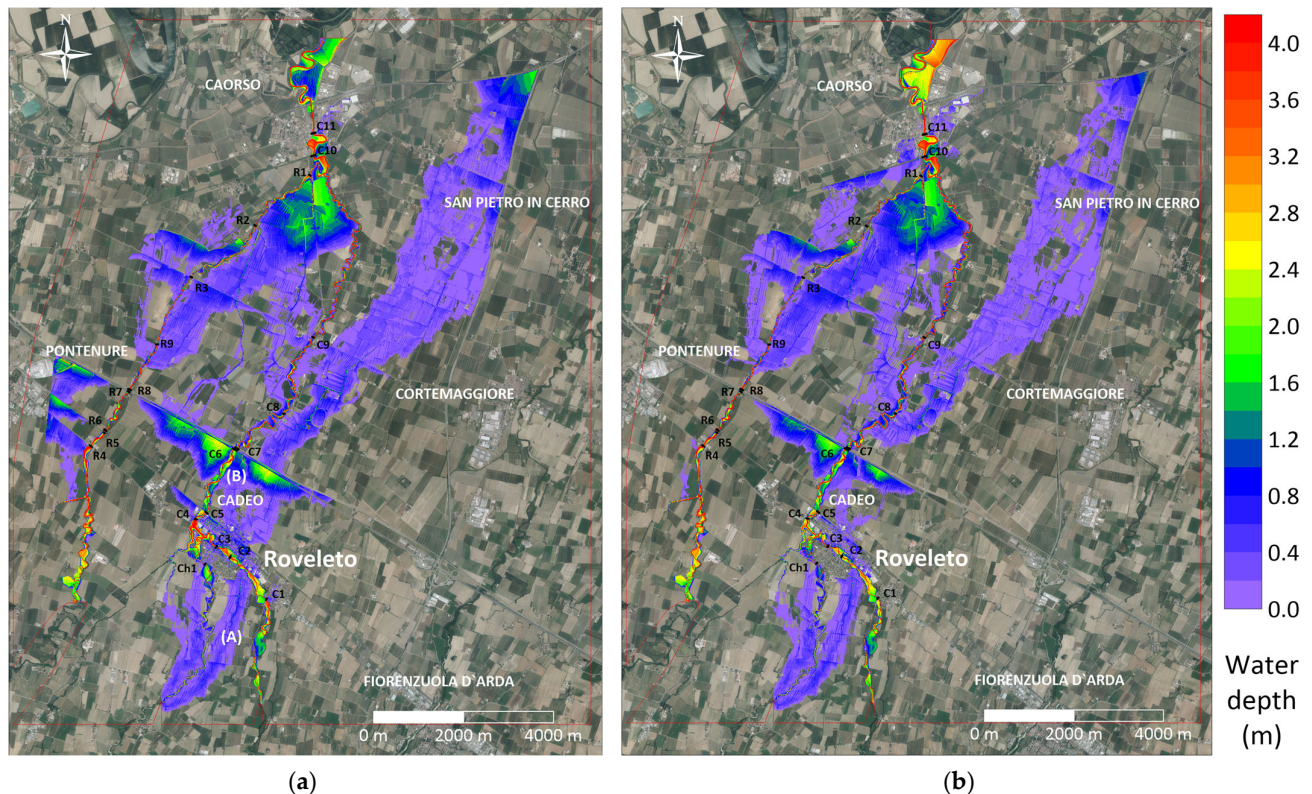 N
CAORSO
C11
C10
R1
R2
SAN PIETRO IN CERRO
R3
R9
C9
PONTENURE
R7 R8
CORTEMAGGIORE
C8
R6
R5
R4
C6 C7
(B)
CADEO
C4 C5
C3
C2
Roveleto
Ch1
C1
(A)
FIORENZUOLA D`ARDA
0 m 2000 m 4000 m
(a)
N
CAORSO
C11
C10
R1
R2
SAN PIETRO IN CERRO
R3
R9
C9
PONTENURE
R7 R8
CORTEMAGGIORE
C8
R6
R5
R4
C6 C7
CADEO
C4 C5
C3
C2
Roveleto
Ch1
C1
FIORENZUOLA D`ARDA
0 m 2000 m 4000 m
(b)
4.0
3.6
3.2
2.8
2.4
2.0
1.6
1.2
0.8
0.4
0.0
Water
depth
(m)